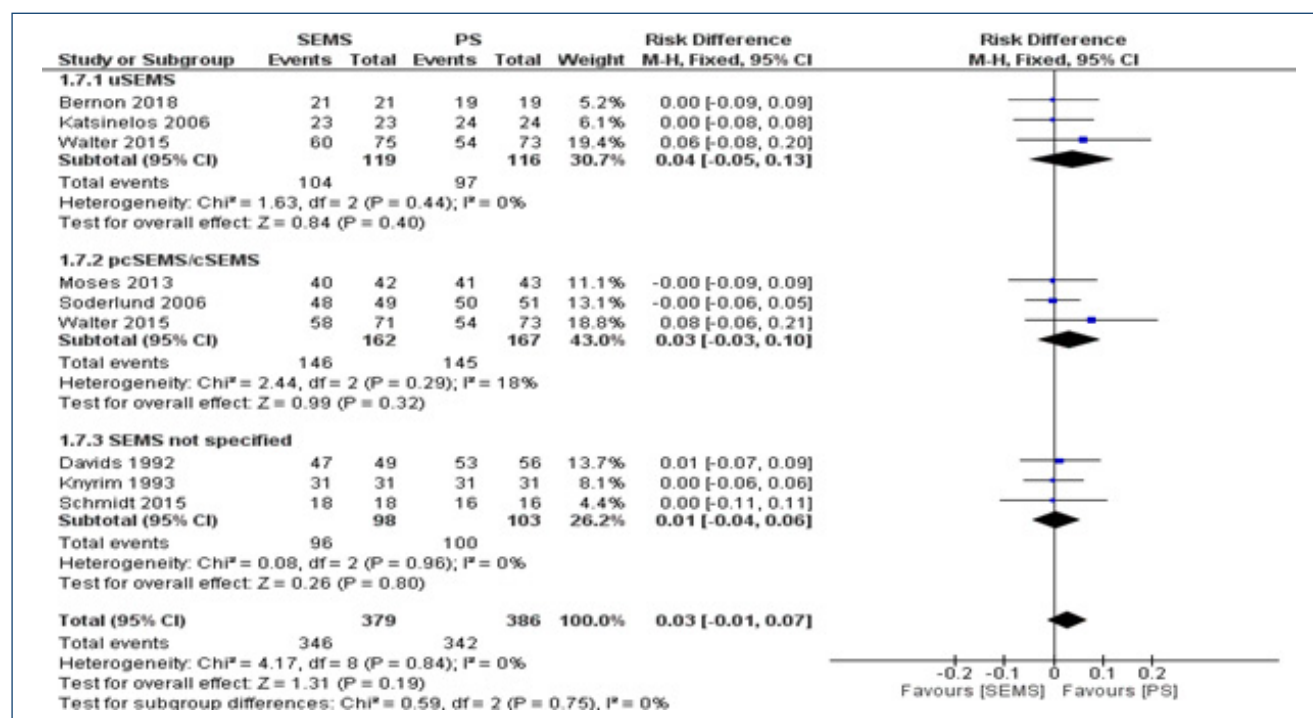 SEMS PS Risk Difference Risk Difference
Study or Subgroup Events Total Events Total Weight M-H, Fixed, 95% CI M-H, Fixed, 95% CI
1.7.1 uSEMS
Bernon 2018 21 21 19 19 5.2% 0.00 [-0.09, 0.09]
Katsinelos 2006 23 23 24 24 6.1% 0.00 [-0.08, 0.08]
Walter 2015 60 75 54 73 19.4% 0.06 [-0.08, 0.20]
Subtotal (95% CI) 119 116 30.7% 0.04 [-0.05, 0.13]
Total events 104 97
Heterogeneity: Chi² = 1.63, df = 2 (P = 0.44); I² = 0%
Test for overall effect: Z = 0.84 (P = 0.40)
1.7.2 pcSEMS/cSEMS
Moses 2013 40 42 41 43 11.1% -0.00 [-0.09, 0.09]
Soderlund 2006 48 49 50 51 13.1% -0.00 [-0.06, 0.05]
Walter 2015 58 71 54 73 18.8% 0.08 [-0.06, 0.21]
Subtotal (95% CI) 162 167 43.0% 0.03 [-0.03, 0.10]
Total events 146 145
Heterogeneity: Chi² = 2.44, df = 2 (P = 0.29); I² = 18%
Test for overall effect: Z = 0.99 (P = 0.32)
1.7.3 SEMS not specified
Davids 1992 47 49 53 56 13.7% 0.01 [-0.07, 0.09]
Knyrim 1993 31 31 31 31 8.1% 0.00 [-0.06, 0.06]
Schmidt 2015 18 18 16 16 4.4% 0.00 [-0.11, 0.11]
Subtotal (95% CI) 98 103 26.2% 0.01 [-0.04, 0.06]
Total events 96 100
Heterogeneity: Chi² = 0.08, df = 2 (P = 0.96); I² = 0%
Test for overall effect: Z = 0.26 (P = 0.80)
Total (95% CI) 379 386 100.0% 0.03 [-0.01, 0.07]
Total events 346 342
Heterogeneity: Chi² = 4.17, df = 8 (P = 0.84); I² = 0%
Test for overall effect: Z = 1.31 (P = 0.19)
Test for subgroup differences: Chi² = 0.59, df = 2 (P = 0.75), I² = 0%
-0.2 -0.1 0 0.1 0.2
Favours [SEMS] Favours [PS]